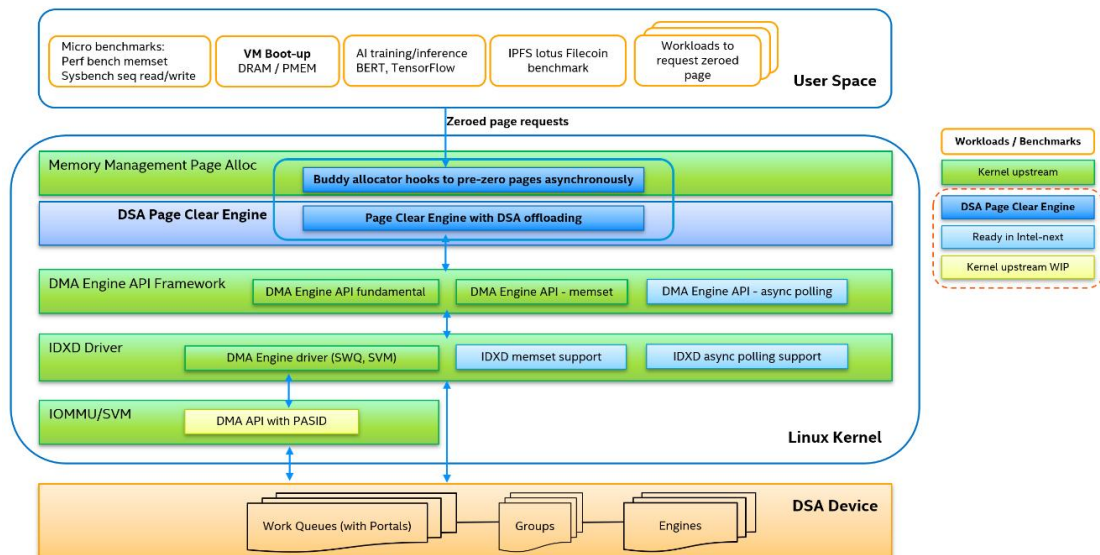 Micro benchmarks:
Perf bench memset
Sysbench seq read/write
VM Boot-up
DRAM / PMEM
AI training/inference
BERT, TensorFlow
IPFS lotus Filecoin
benchmark
Workloads to
request zeroed
page
User Space
Zeroed page requests
Memory Management Page Alloc
Buddy allocator hooks to pre-zero pages asynchronously
DSA Page Clear Engine
Page Clear Engine with DSA offloading
DMA Engine API Framework
DMA Engine API fundamental
DMA Engine API - memset
DMA Engine API - async polling
IDXD Driver
DMA Engine driver (SWQ, SVM)
IDXD memset support
IDXD async polling support
IOMMU/SVM
DMA API with PASID
Linux Kernel
DSA Device
Work Queues (with Portals)
Groups
Engines
Workloads / Benchmarks
Kernel upstream
DSA Page Clear Engine
Ready in Intel-next
Kernel upstream WIP